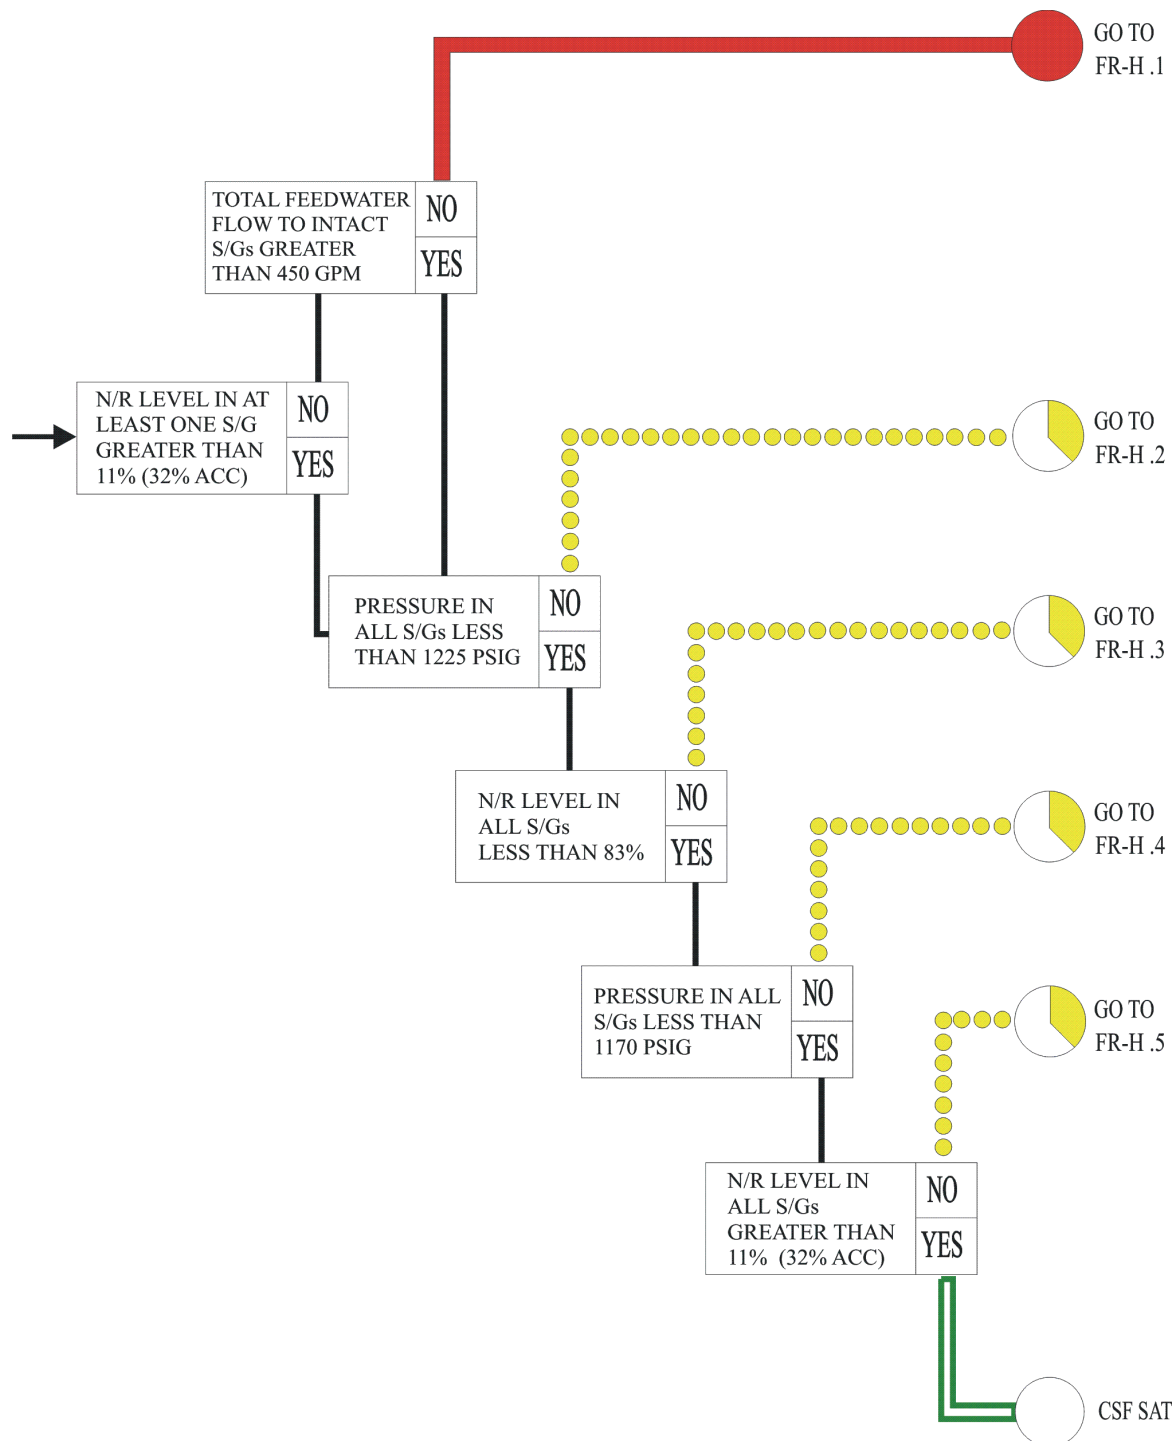 GO TO
FR-H .1
TOTAL FEEDWATER
FLOW TO INTACT
S/Gs GREATER
THAN 450 GPM
NO
YES
N/R LEVEL IN AT
LEAST ONE S/G
GREATER THAN
11% (32% ACC)
NO
YES
GO TO
FR-H .2
PRESSURE IN
ALL S/Gs LESS
THAN 1225 PSIG
NO
YES
GO TO
FR-H .3
N/R LEVEL IN
ALL S/Gs
LESS THAN 83%
NO
YES
GO TO
FR-H .4
PRESSURE IN ALL
S/Gs LESS THAN
1170 PSIG
NO
YES
GO TO
FR-H .5
N/R LEVEL IN
ALL S/Gs
GREATER THAN
11% (32% ACC)
NO
YES
CSF SAT